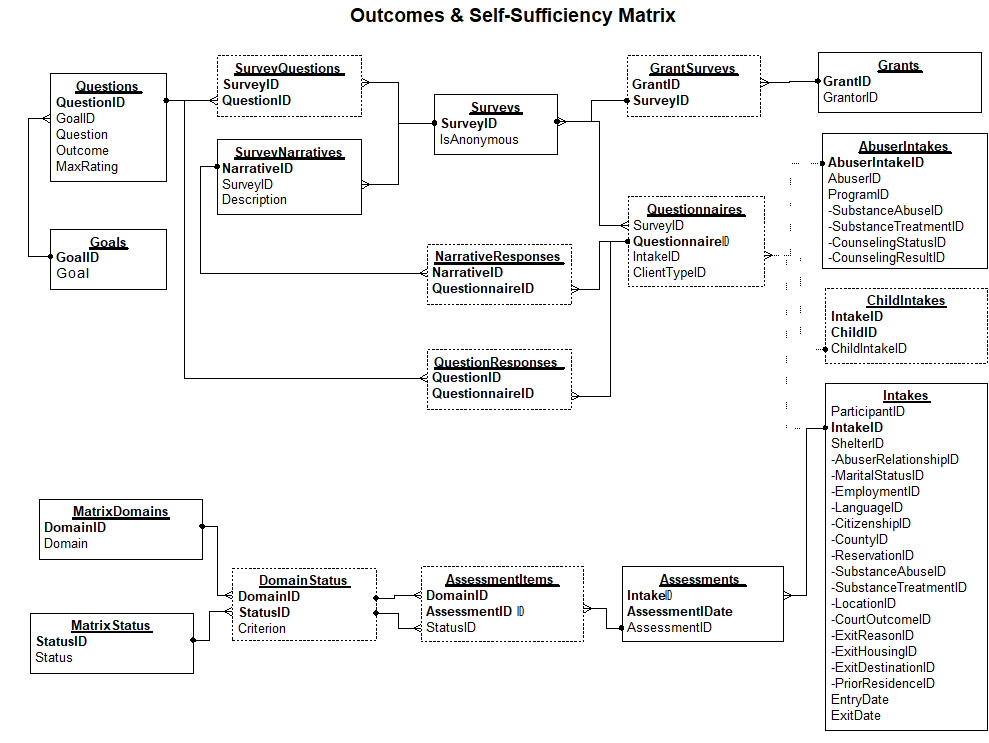 Outcomes & Self-Sufficiency Matrix
Questions
QuestionID
GoalID
Question
Outcome
MaxRating
Goals
GoalID
Goal
SurveyQuestions
SurveyID
QuestionID
SurveyNarratives
NarrativeID
SurveyID
Description
Surveys
SurveyID
IsAnonymous
NarrativeResponses
NarrativeID
QuestionnaireID
QuestionResponses
QuestionID
QuestionnaireID
GrantSurveys
GrantID
SurveyID
Questionnaires
SurveyID
QuestionnaireID
IntakeID
ClientTypeID
Grants
GrantID
GrantorID
AbuserIntakes
AbuserIntakeID
AbuserID
ProgramID
-SubstanceAbuseID
-SubstanceTreatmentID
-CounselingStatusID
-CounselingResultID
ChildIntakes
IntakeID
ChildID
ChildIntakeID
Intakes
ParticipantID
IntakeID
ShelterID
-AbuserRelationshipID
-MaritalStatusID
-EmploymentID
-LanguageID
-CitizenshipID
-CountyID
-ReservationID
-SubstanceAbuseID
-SubstanceTreatmentID
-LocationID
-CourtOutcomeID
-ExitReasonID
-ExitHousingID
-ExitDestinationID
-PriorResidenceID
EntryDate
ExitDate
MatrixDomains
DomainID
Domain
MatrixStatus
StatusID
Status
DomainStatus
DomainID
StatusID
Criterion
AssessmentItems
DomainID
AssessmentID ID
StatusID
Assessments
IntakeID
AssessmentIDate
AssessmentID